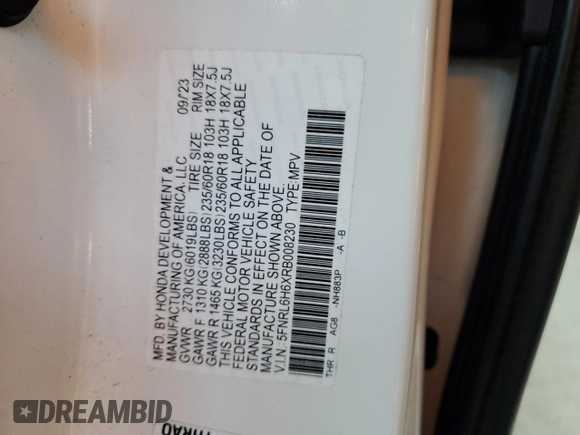 MFD. BY HONDA DEVELOPMENT &
MANUFACTURING OF AMERICA, LLC 09/23
GVWR 2730 KG(6019LBS) TIRE SIZE RIM SIZE
GAWR F 1310 KG(2888LBS)235/60R18 103H 18X7.5J
GAWR R 1465 KG(3230LBS)235/60R18 103H 18X7.5J
THIS VEHICLE CONFORMS TO ALL APPLICABLE
FEDERAL MOTOR VEHICLE SAFETY
STANDARDS IN EFFECT ON THE DATE OF
MANUFACTURE SHOWN ABOVE.
V.I.N. 5FNRL6H6XRB008230 TYPE:MPV
THR R AG8 -NH883P -A -B
DREAMBID